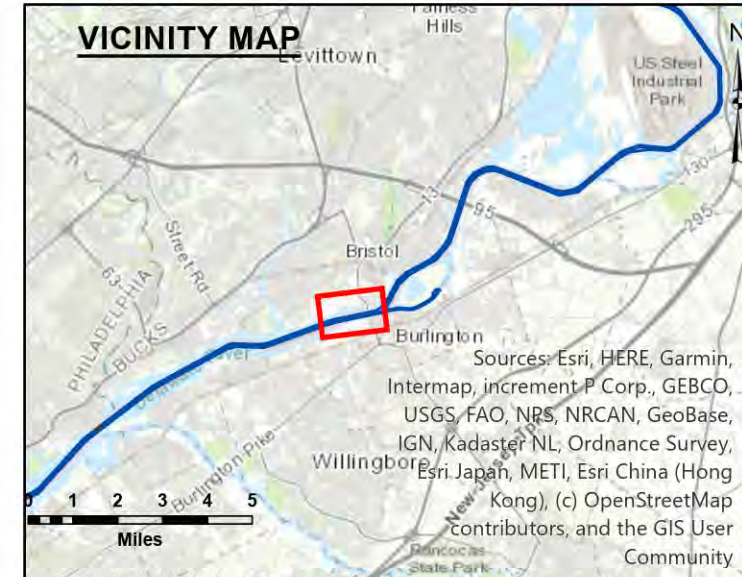 VICINITY MAP
Fairless
Hills
Levittown
N
US Steel
Industrial
Park
130
13
95
295
Street Rd
Bristol
63
PHILADELPHIA
BUCKS
Burlington
Delaware River
Sources: Esri, HERE, Garmin,
Intermap, increment P Corp., GEBCO,
USGS, FAO, NPS, NRCAN, GeoBase,
IGN, Kadaster NL, Ordnance Survey,
Esri Japan, METI, Esri China (Hong
Kong), (c) OpenStreetMap
contributors, and the GIS User
Community
Willingboro
Burlington Pike
New Jersey Tpke
0 1 2 3 4 5
Miles
Rancocas
State Park